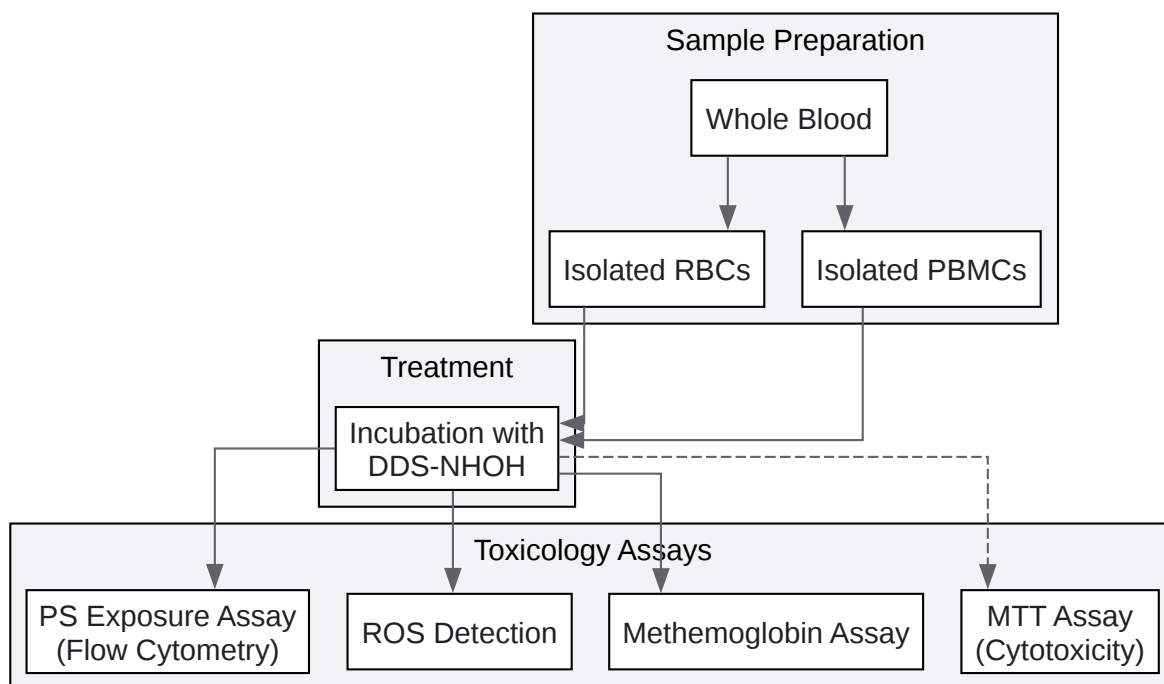 Sample Preparation
Whole Blood
Isolated RBCs
Isolated PBMCs
Treatment
Incubation with
DDS-NHOH
Toxicology Assays
PS Exposure Assay
(Flow Cytometry)
ROS Detection
Methemoglobin Assay
MTT Assay
(Cytotoxicity)